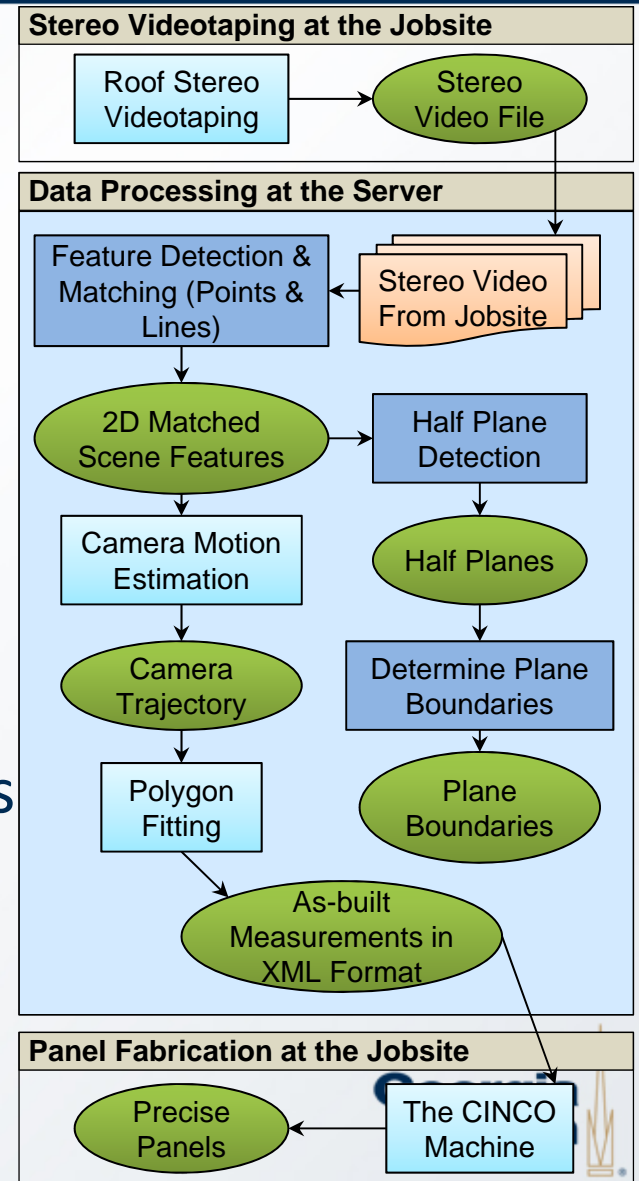 Stereo Videotaping at the Jobsite
Roof Stereo
Videotaping
Stereo
Video File
Data Processing at the Server
Feature Detection &
Matching (Points &
Lines)
Stereo Video
From Jobsite
2D Matched
Scene Features
Half Plane
Detection
Camera Motion
Estimation
Half Planes
Camera
Trajectory
Determine Plane
Boundaries
s
Polygon
Fitting
Plane
Boundaries
As-built
Measurements in
XML Format
Panel Fabrication at the Jobsite
Precise
Panels
The CINCO
Machine